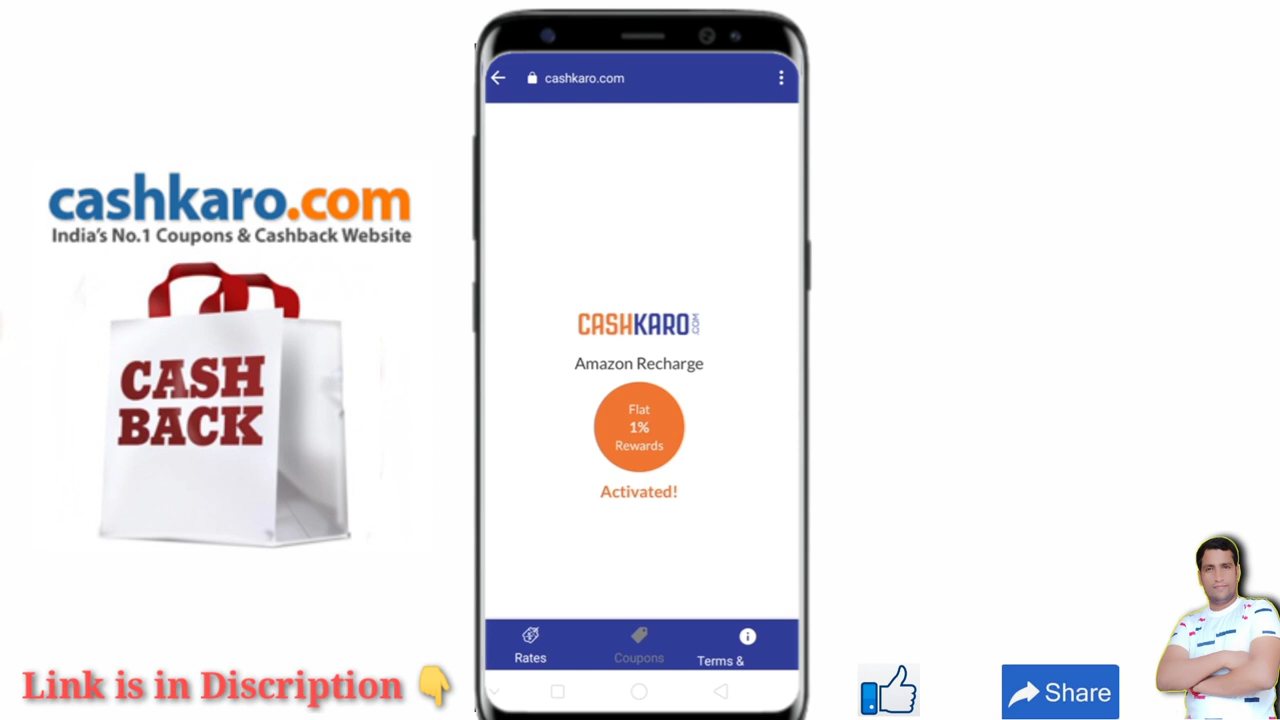 cashkaro.com
India's No.1 Coupons & Cashback Website
CASH
BACK
Link is in Discription 👇
cashkaro.com
CASHKARO.COM
Amazon Recharge
Flat
1%
Rewards
Activated!
Rates
Coupons
Terms &
Share